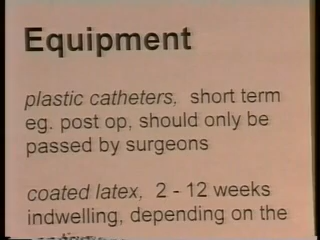 Equipment
plastic catheters, short term
eg. post op, should only be
passed by surgeons
coated latex, 2 - 12 weeks
indwelling, depending on the